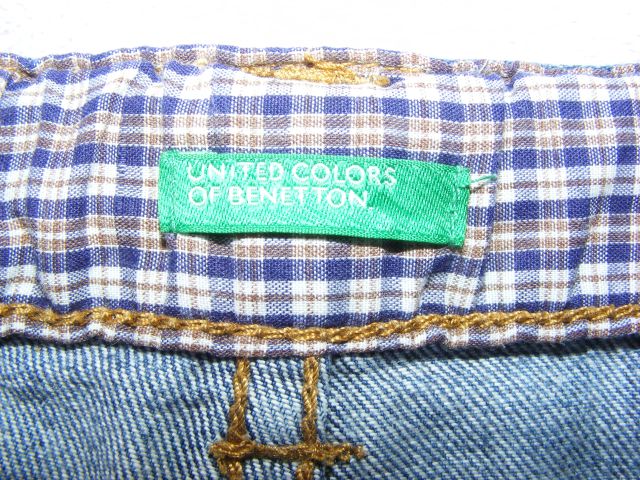 UNITED COLORS
OF BENETTON.